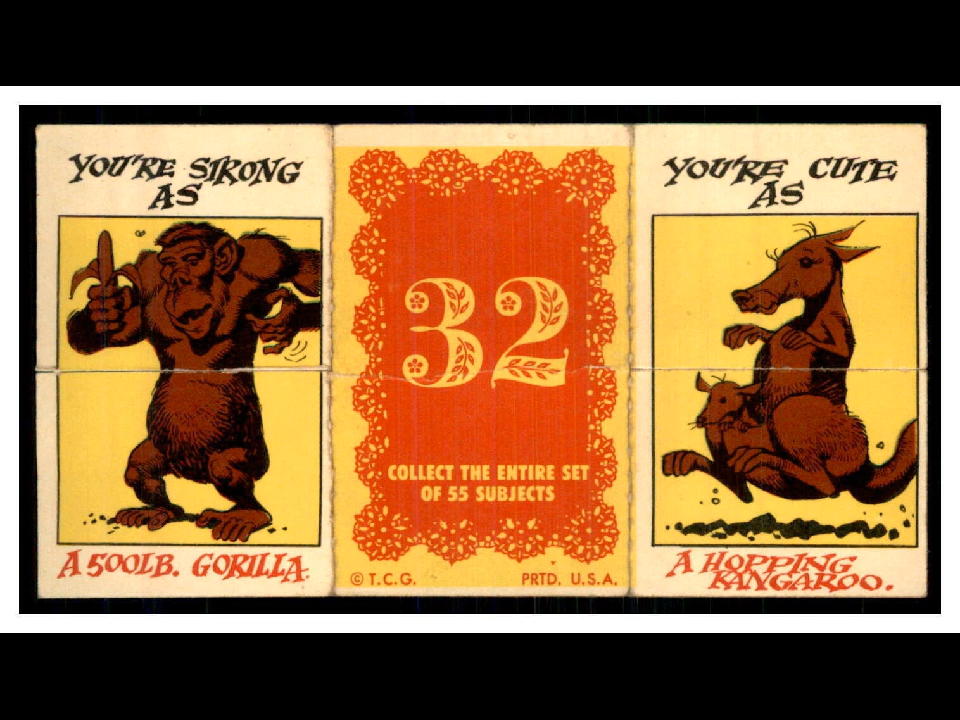 YOU'RE STRONG
AS
A 500LB. GORILLA.
32
COLLECT THE ENTIRE SET
OF 55 SUBJECTS
© T.C.G.
PRTD. U.S.A.
YOU'RE CUTE
AS
A HOPPING
KANGAROO.